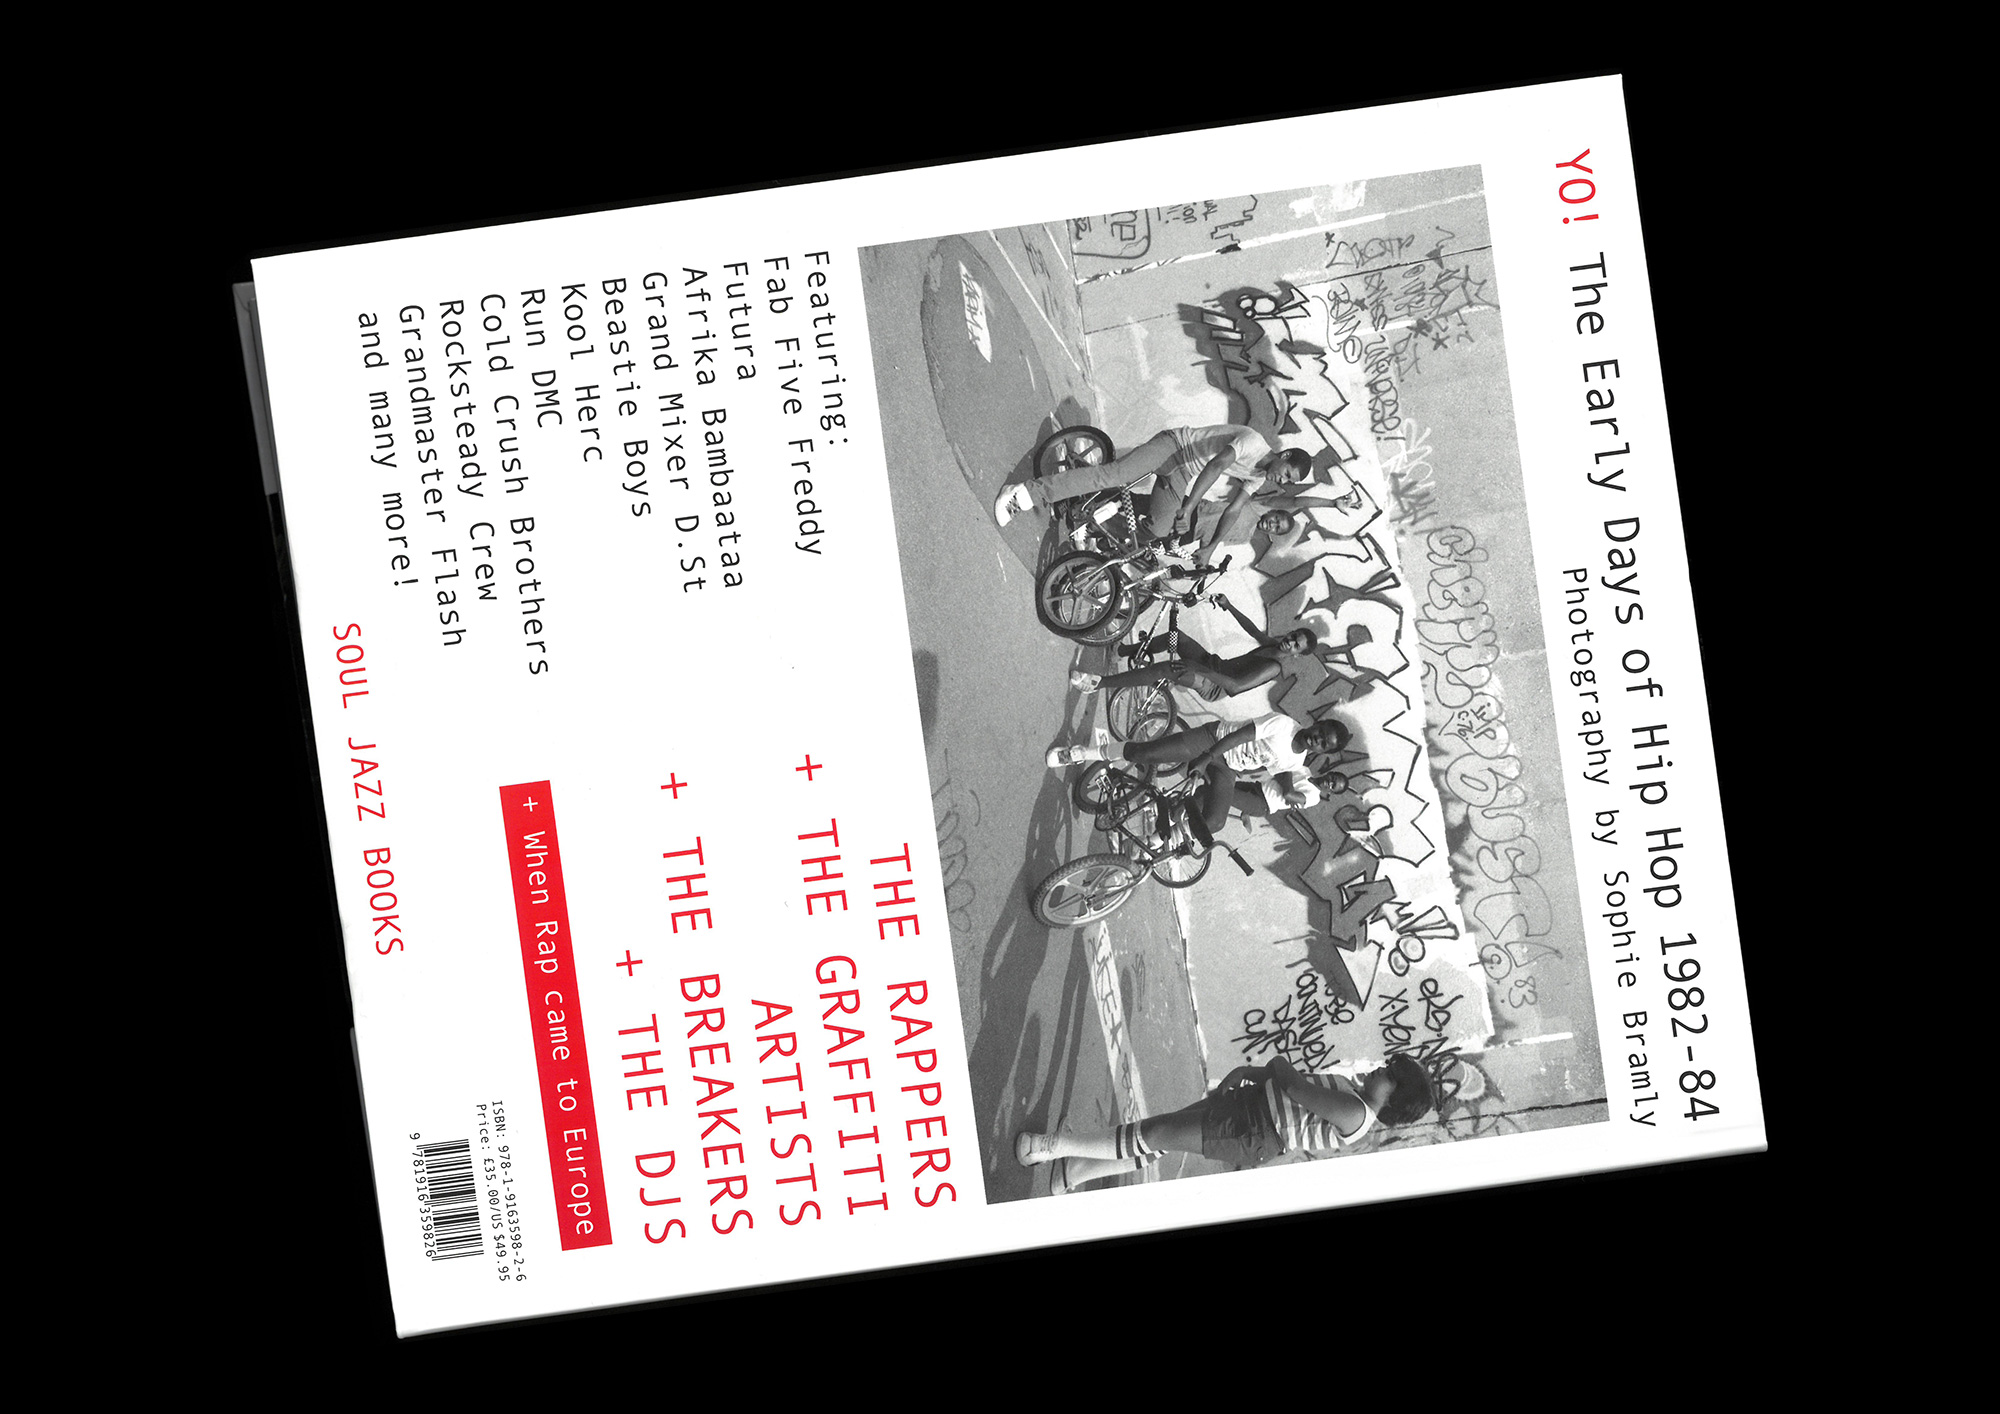 YO! The Early Days of Hip Hop 1982-84
Photography by Sophie Bramly
chemical bust!
83
Featuring:
Fab Five Freddy
Futura
Afrika Bambaataa
Grand Mixer D.St
Beastie Boys
Kool Herc
Run DMC
Cold Crush Brothers
Rocksteady Crew
Grandmaster Flash
and many more!
THE RAPPERS
+ THE GRAFFITI
ARTISTS
+ THE BREAKERS
+ THE DJS
+ When Rap came to Europe
SOUL JAZZ BOOKS
ISBN: 978-1-9163598-2-6
Price: £35.00/US $49.95
9 781916 359826